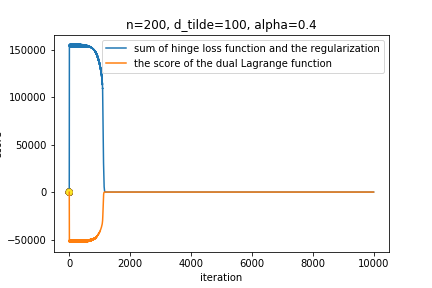 n=200, d_tilde=100, alpha=0.4
sum of hinge loss function and the regularization
the score of the dual Lagrange function
150000
100000
50000
0
−50000
0
2000
4000
6000
8000
10000
iteration